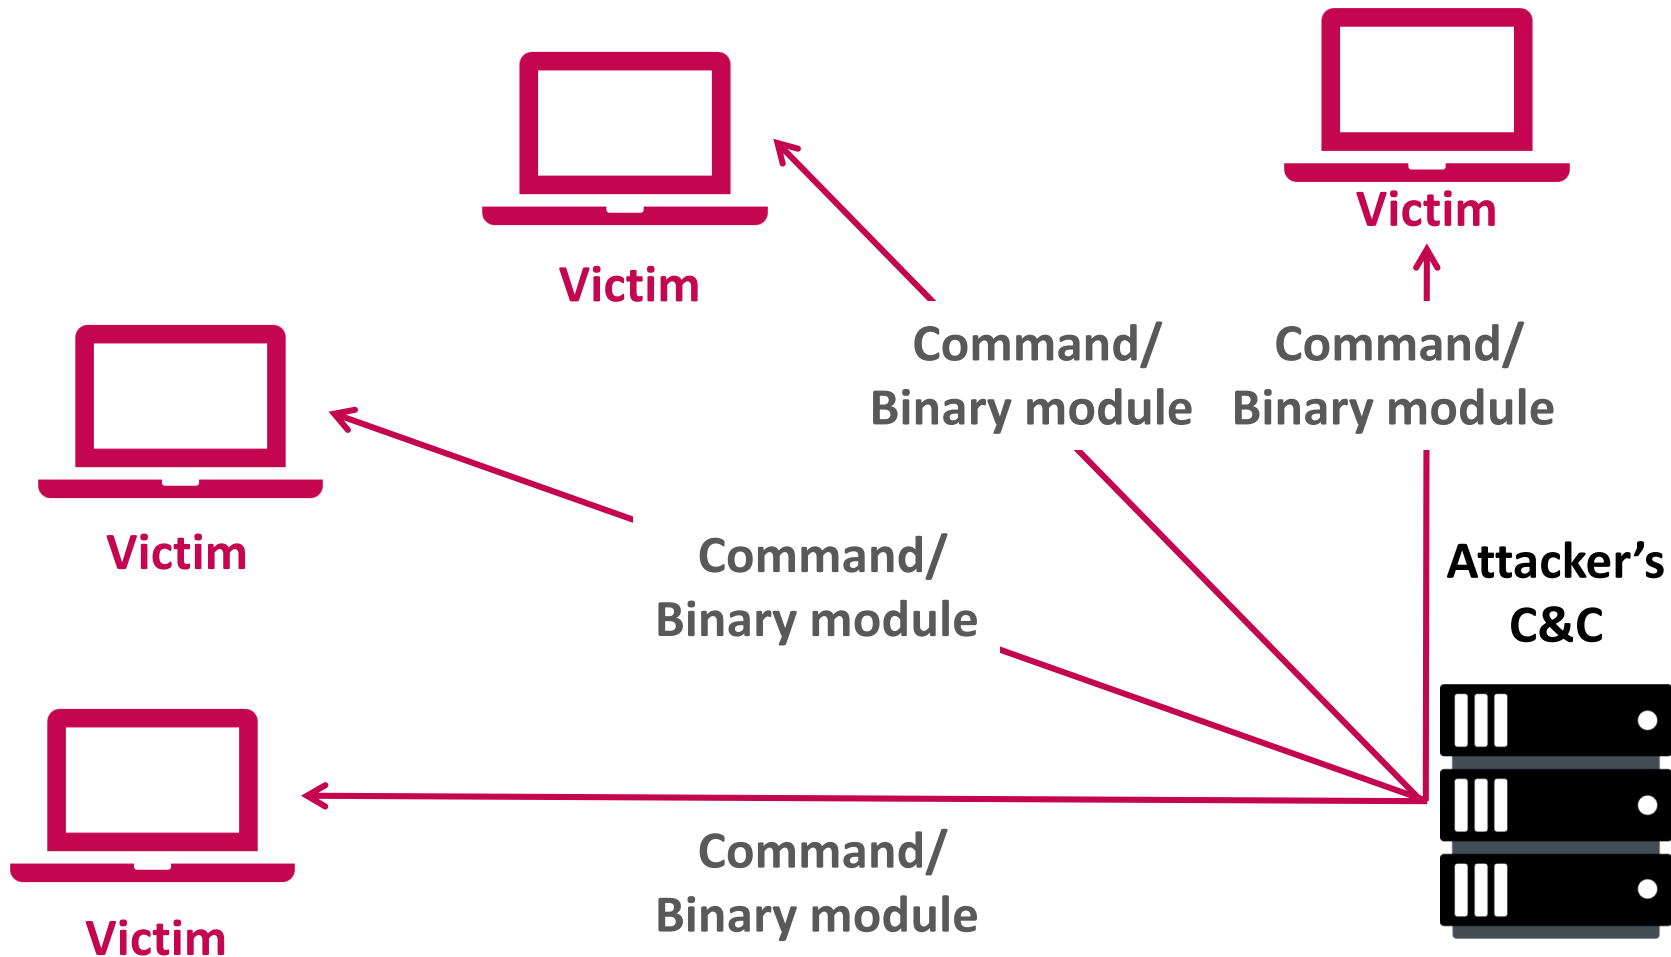 Victim
Victim
Command/
Binary module
Command/
Binary module
Victim
Command/
Binary module
Attacker’s
C&C
Command/
Binary module
Victim